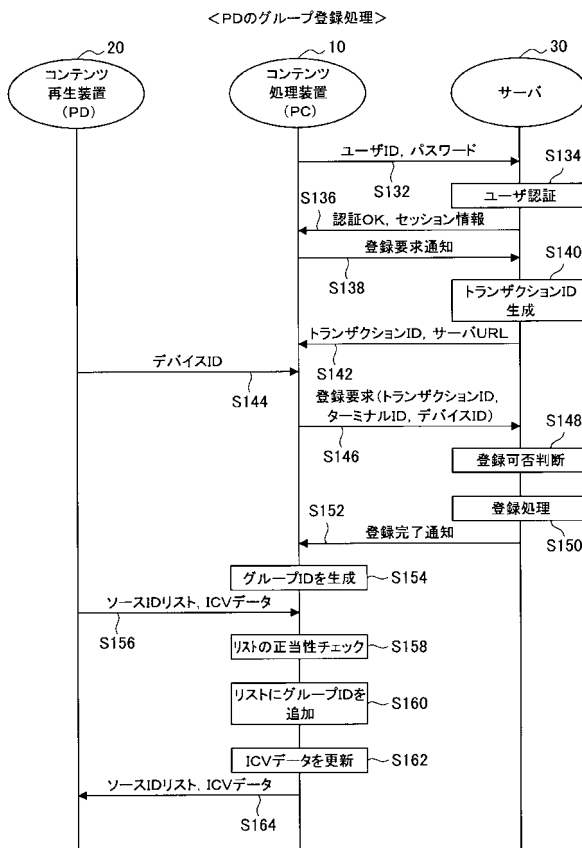 <PDのグループ登録処理>
20
10
30
コンテンツ
再生装置
(PD)
コンテンツ
処理装置
(PC)
サーバ
ユーザID, パスワード
S132
S134
ユーザ認証
S136
認証OK, セッション情報
登録要求通知
S138
S140
トランザクションID
生成
トランザクションID, サーバURL
S142
デバイスID
S144
登録要求(トランザクションID,
ターミナルID, デバイスID)
S146
S148
登録可否判断
登録処理
S150
S152
登録完了通知
グループIDを生成
S154
ソースIDリスト, ICVデータ
S156
リストの正当性チェック
S158
リストにグループIDを
追加
S160
ICVデータを更新
S162
ソースIDリスト, ICVデータ
S164